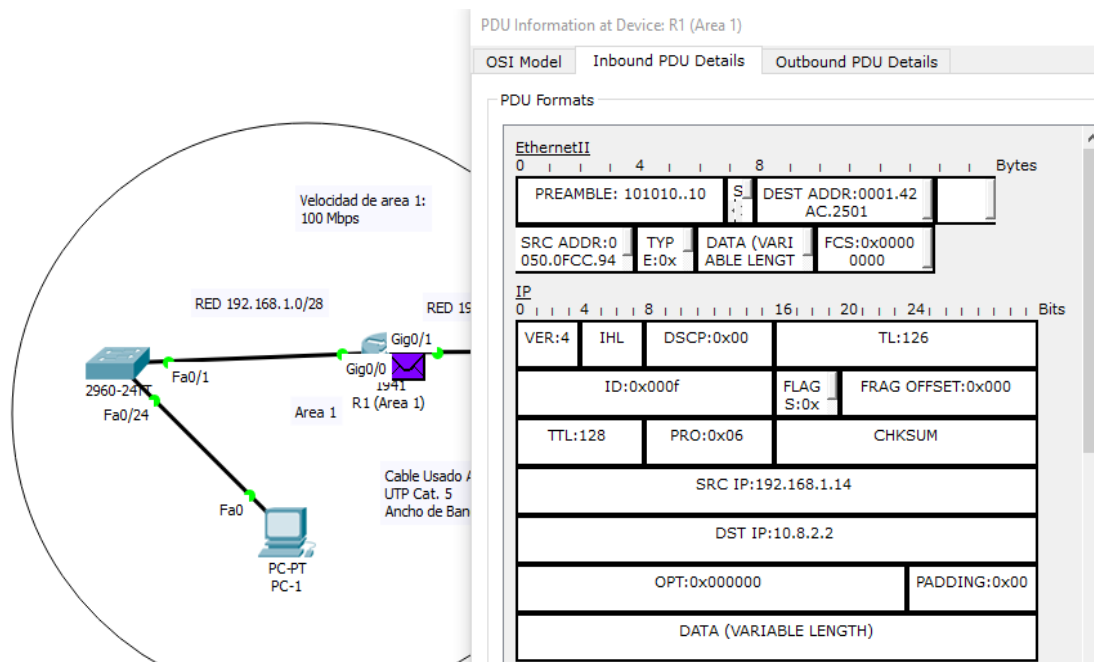 PDU Information at Device: R1 (Area 1)
OSI Model Inbound PDU Details Outbound PDU Details
PDU Formats
EthernetII
0 4 8 Bytes
PREAMBLE: 101010..10 S DEST ADDR:0001.42
AC.2501
SRC ADDR:0 TYP DATA (VARI FCS:0x0000
050.0FCC.94 E:0x ABLE LENGT 0000
IP
0 4 8 16 20 24 Bits
VER:4 IHL DSCP:0x00 TL:126
ID:0x000f FLAG FRAG OFFSET:0x000
S:0x
TTL:128 PRO:0x06 CHKSUM
SRC IP:192.168.1.14
DST IP:10.8.2.2
OPT:0x000000 PADDING:0x00
DATA (VARIABLE LENGTH)
Velocidad de area 1:
100 Mbps
RED 192.168.1.0/28
RED 19
Gig0/1
Gig0/0
1941
R1 (Area 1)
Fa0/1
2960-24TT
Fa0/24
Area 1
Cable Usado A
UTP Cat. 5
Ancho de Ban
Fa0
PC-PT
PC-1